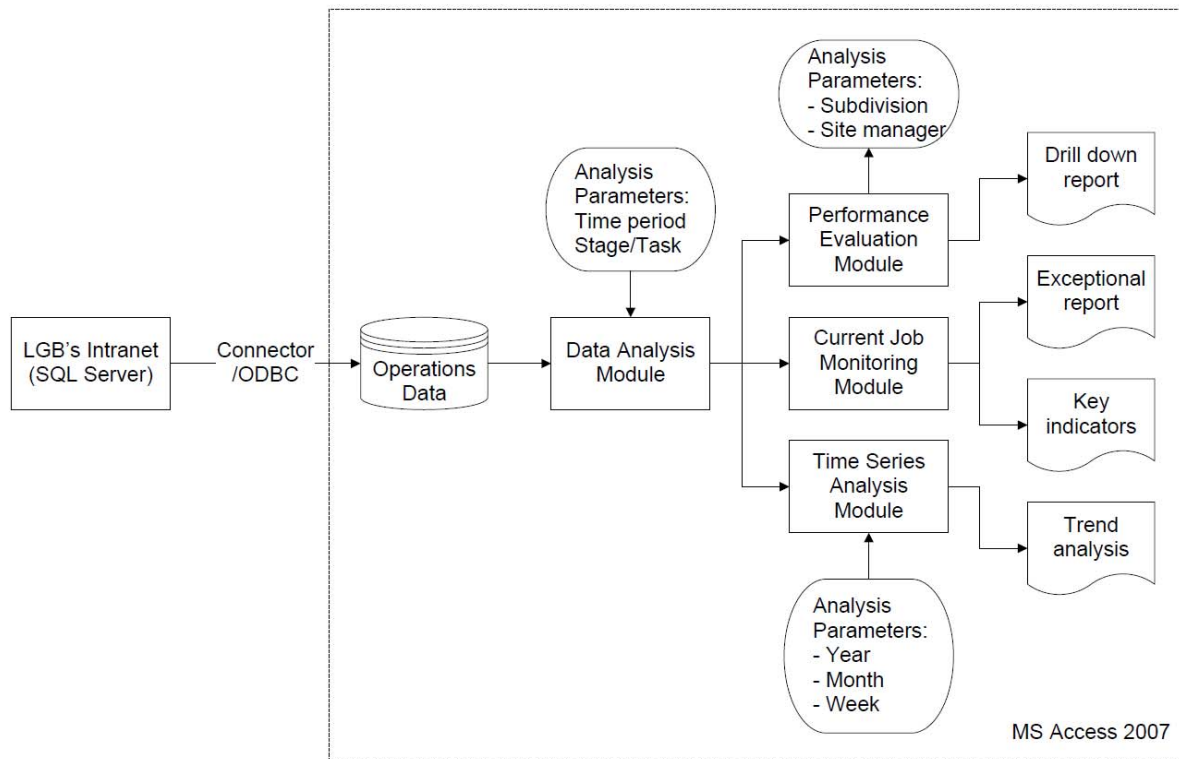 LGB's Intranet
(SQL Server)
Connector
/ODBC
Operations
Data
Analysis
Parameters:
Time period
Stage/Task
Data Analysis
Module
Analysis
Parameters:
- Subdivision
- Site manager
Performance
Evaluation
Module
Current Job
Monitoring
Module
Time Series
Analysis
Module
Analysis
Parameters:
- Year
- Month
- Week
Drill down
report
Exceptional
report
Key
indicators
Trend
analysis
MS Access 2007